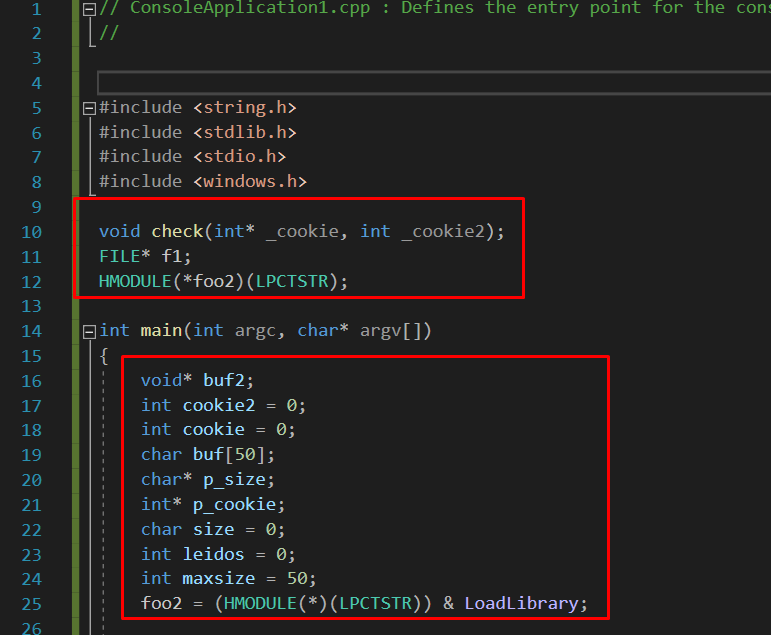 1 // ConsoleApplication1.cpp : Defines the entry point for the
2 //
3
4
5 #include <string.h>
6 #include <stdlib.h>
7 #include <stdio.h>
8 #include <windows.h>
9
10 void check(int* _cookie, int _cookie2);
11 FILE* f1;
12 HMODULE(*foo2)(LPCTSTR);
13
14 int main(int argc, char* argv[])
15 {
16 void* buf2;
17 int cookie2 = 0;
18 int cookie = 0;
19 char buf[50];
20 char* p_size;
21 int* p_cookie;
22 char size = 0;
23 int leidos = 0;
24 int maxsize = 50;
25 foo2 = (HMODULE(*)(LPCTSTR)) & LoadLibrary;
26